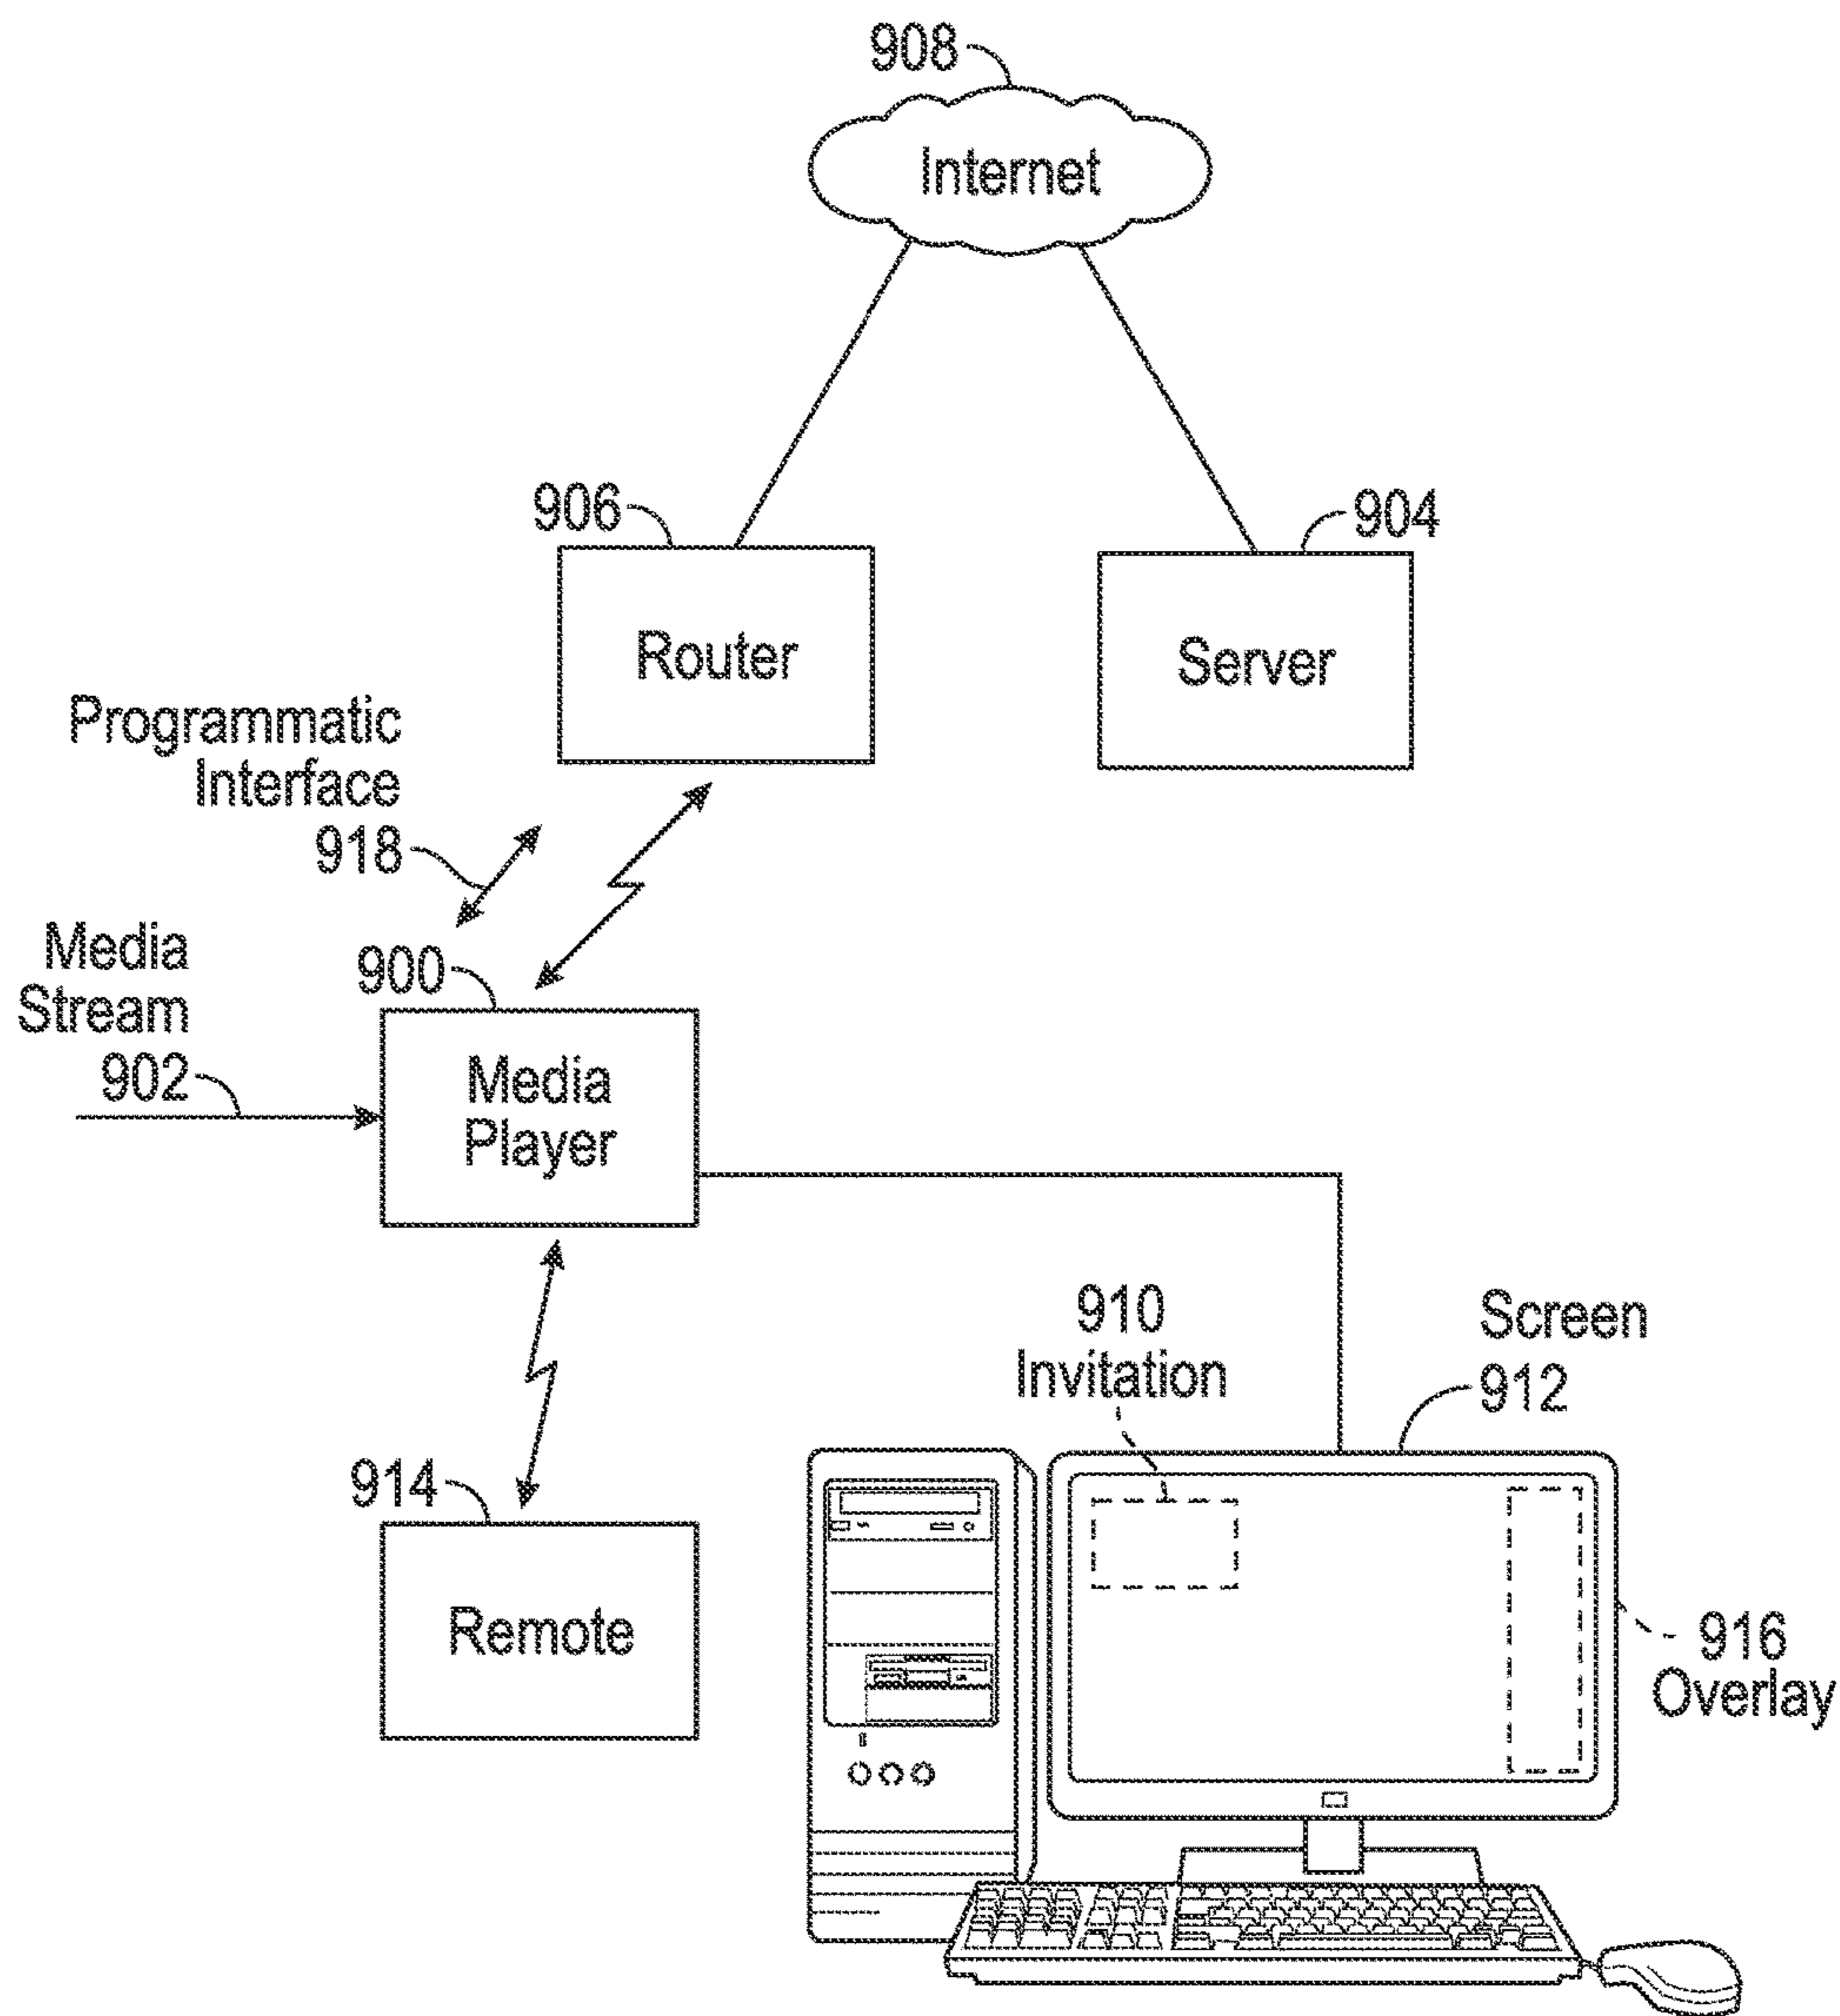 908
Internet
906
904
Router
Server
Programmatic
Interface
918
Media
Stream
902
900
Media
Player
910
Invitation
Screen
912
914
Remote
916
Overlay